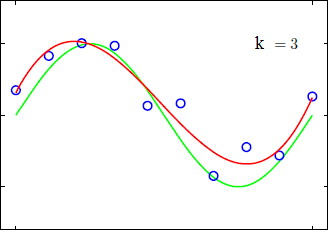 k = 3